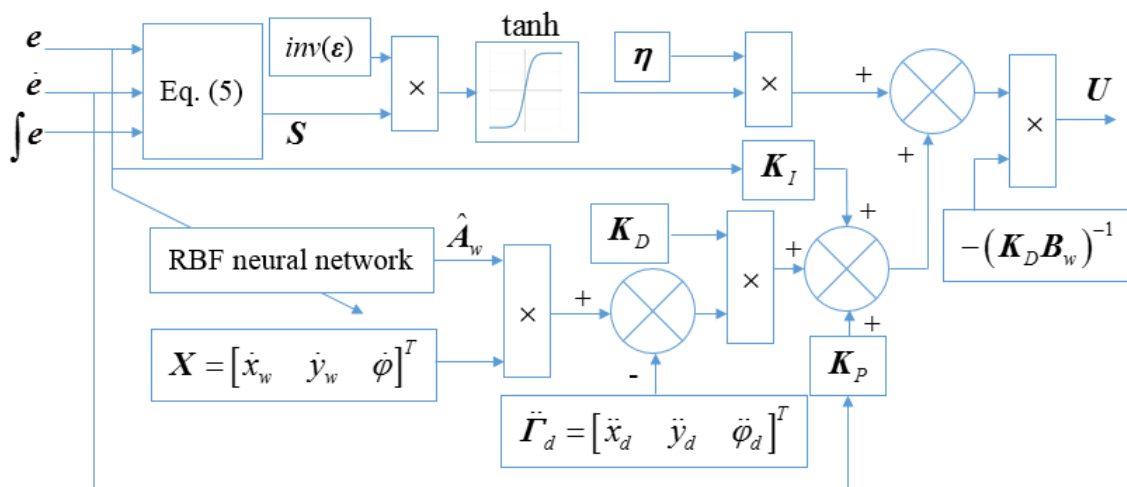 e
ė
∫e
Eq. (5)
S
inv(ε)
×
tanh
η
×
+
+
×
U
K_I
−(K_D B_w)⁻¹
RBF neural network
Â_w
X = [ẋ_w ẏ_w φ̇]^T
×
+
-
K_D
×
+
+
+
K_P
Γ̈_d = [ẍ_d ÿ_d φ̈_d]^T